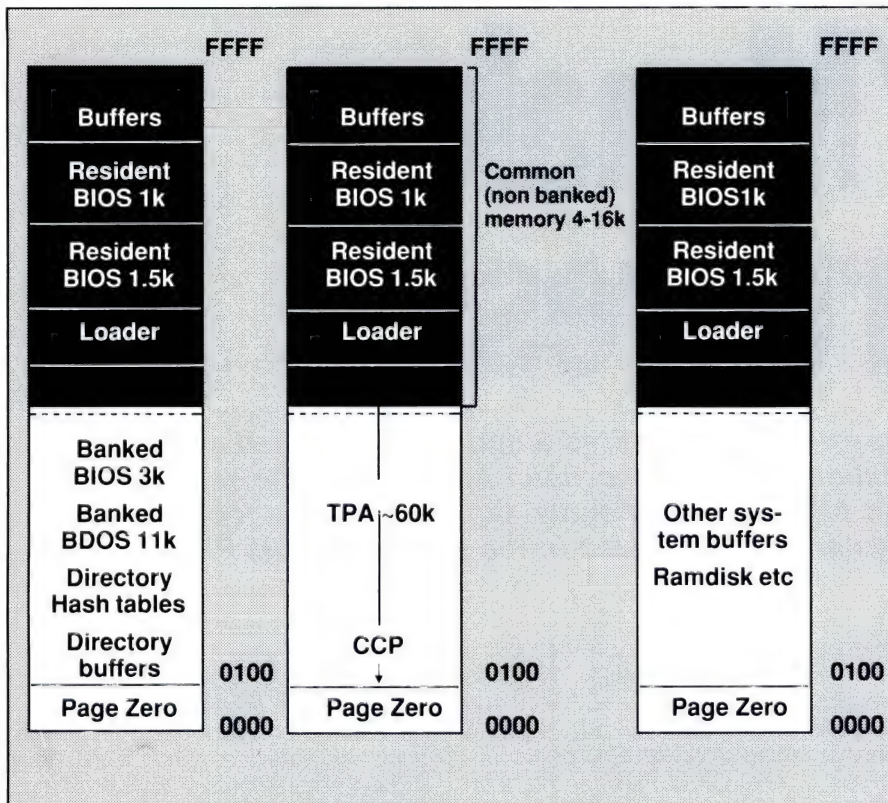 FFFF
Buffers
Resident
BIOS 1k
Resident
BIOS 1.5k
Loader
Banked
BIOS 3k
Banked
BDOS 11k
Directory
Hash tables
Directory
buffers
0100
Page Zero
0000
FFFF
Buffers
Resident
BIOS 1k
Resident
BIOS 1.5k
Loader
Common
(non banked)
memory 4-16k
TPA ~60k
CCP
0100
Page Zero
0000
FFFF
Buffers
Resident
BIOS1k
Resident
BIOS 1.5k
Loader
Other sys-
tem buffers
Ramdisk etc
0100
Page Zero
0000